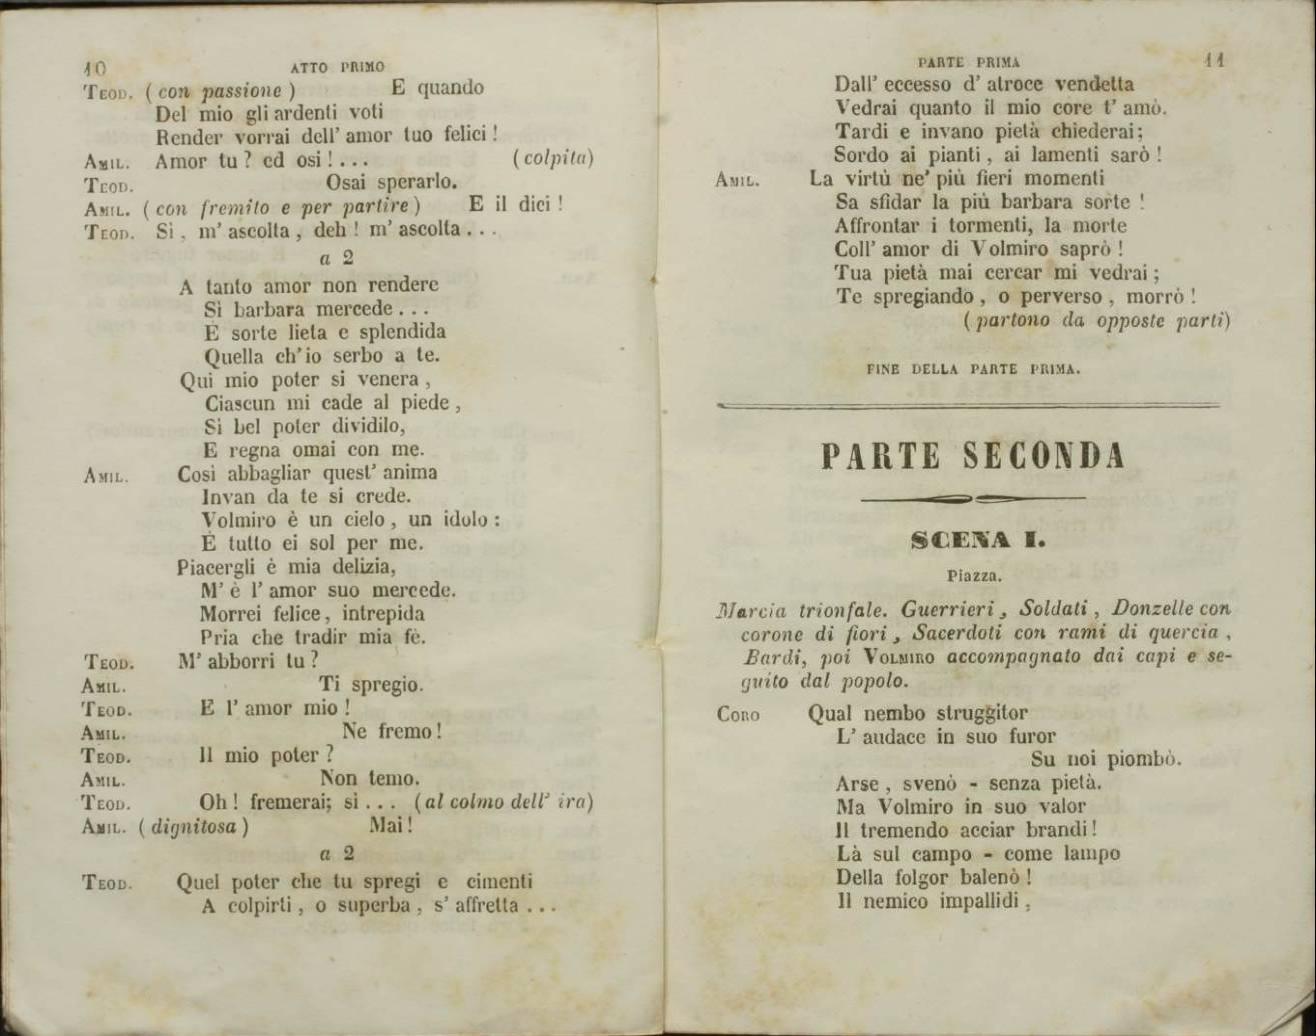 10 ATTO PRIMO
TEOD. (con passione) E quando
Del mio gli ardenti voti
Render vorrai dell' amor tuo felici!
AMIL. Amor tu? ed osi!... (colpita)
TEOD. Osai sperarlo.
AMIL. (con fremito e per partire) E il dici!
TEOD. Sì, m' ascolta, deh! m' ascolta...
a 2
A tanto amor non rendere
Sì barbara mercede...
È sorte lieta e splendida
Quella ch' io serbo a te.
Qui mio poter si venera,
Ciascun mi cade al piede,
Sì bel poter dividilo,
E regna omai con me.
AMIL. Così abbagliar quest' anima
Invan da te si crede.
Volmiro è un cielo, un idolo:
È tutto ei sol per me.
Piacergli è mia delizia,
M' è l' amor suo mercede.
Morrei felice, intrepida
Pria che tradir mia fè.
TEOD. M' abborri tu?
AMIL. Ti spregio.
TEOD. E l' amor mio!
AMIL. Ne fremo!
TEOD. Il mio poter?
AMIL. Non temo.
TEOD. Oh! fremerai; si... (al colmo dell' ira)
AMIL. (dignitosa) Mai!
a 2
TEOD. Quel poter che tu spregi e cimenti
A colpirti, o superba, s' affretta...
PARTE PRIMA 11
Dall' eccesso d' atroce vendetta
Vedrai quanto il mio core t' amò.
Tardi e invano pietà chiederai;
Sordo ai pianti, ai lamenti sarò!
AMIL. La virtù ne' più fieri momenti
Sa sfidar la più barbara sorte!
Affrontar i tormenti, la morte
Coll' amor di Volmiro saprò!
Tua pietà mai cercar mi vedrai;
Te spregiando, o perverso, morrò!
(partono da opposte parti)
FINE DELLA PARTE PRIMA.
PARTE SECONDA
SCENA I.
Piazza.
Marcia trionfale. Guerrieri, Soldati, Donzelle con
corone di fiori, Sacerdoti con rami di quercia,
Bardi, poi VOLMIRO accompagnato dai capi e se-
guito dal popolo.
CORO Qual nembo struggitor
L' audace in suo furor
Su noi piombò.
Arse, svenò - senza pietà.
Ma Volmiro in suo valor
Il tremendo acciar brandì!
Là sul campo - come lampo
Della folgor balenò!
Il nemico impallidì,